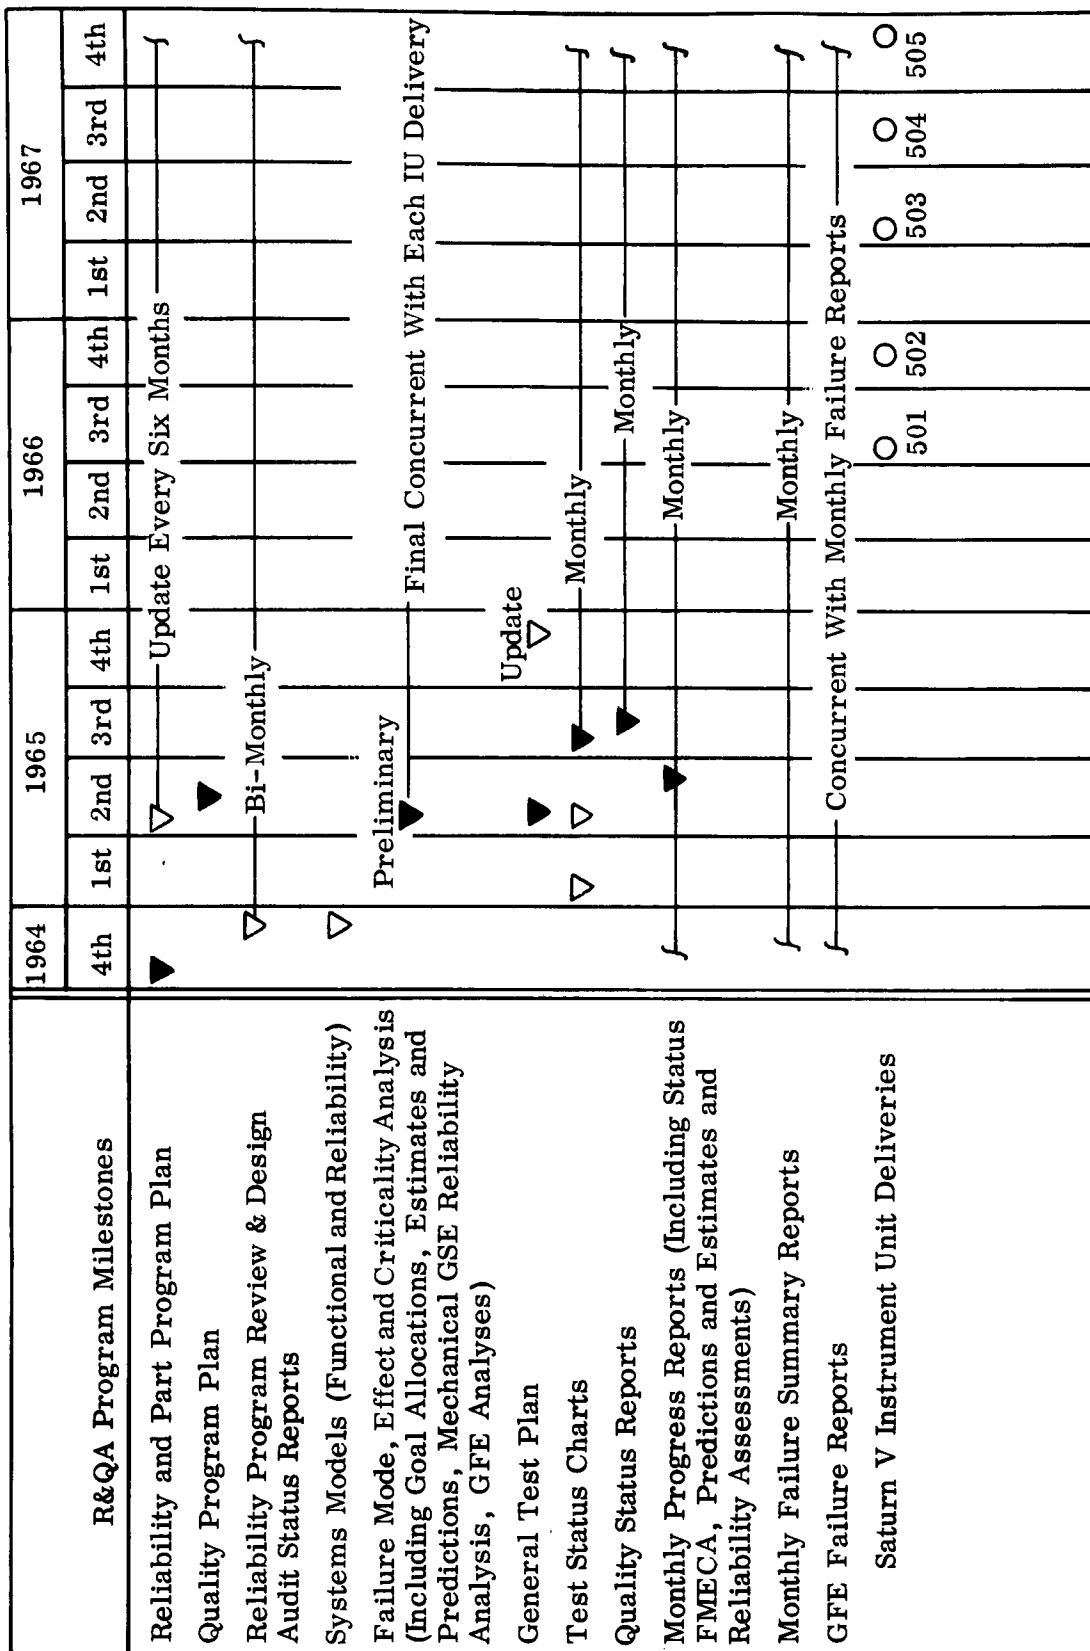 R&QA Program Milestones
1964
1965
1966
1967
4th
1st
2nd
3rd
4th
1st
2nd
3rd
4th
1st
2nd
3rd
4th
Reliability and Part Program Plan
Update Every Six Months
Quality Program Plan
Reliability Program Review & Design
Audit Status Reports
Bi-Monthly
Systems Models (Functional and Reliability)
Failure Mode, Effect and Criticality Analysis
(Including Goal Allocations, Estimates and
Predictions, Mechanical GSE Reliability
Analysis, GFE Analyses)
Preliminary
Final Concurrent With Each IU Delivery
General Test Plan
Update
Test Status Charts
Monthly
Quality Status Reports
Monthly
Monthly Progress Reports (Including Status
FMECA, Predictions and Estimates and
Reliability Assessments)
Monthly
Monthly Failure Summary Reports
Monthly
GFE Failure Reports
Concurrent With Monthly Failure Reports
Saturn V Instrument Unit Deliveries
501
502
503
504
505